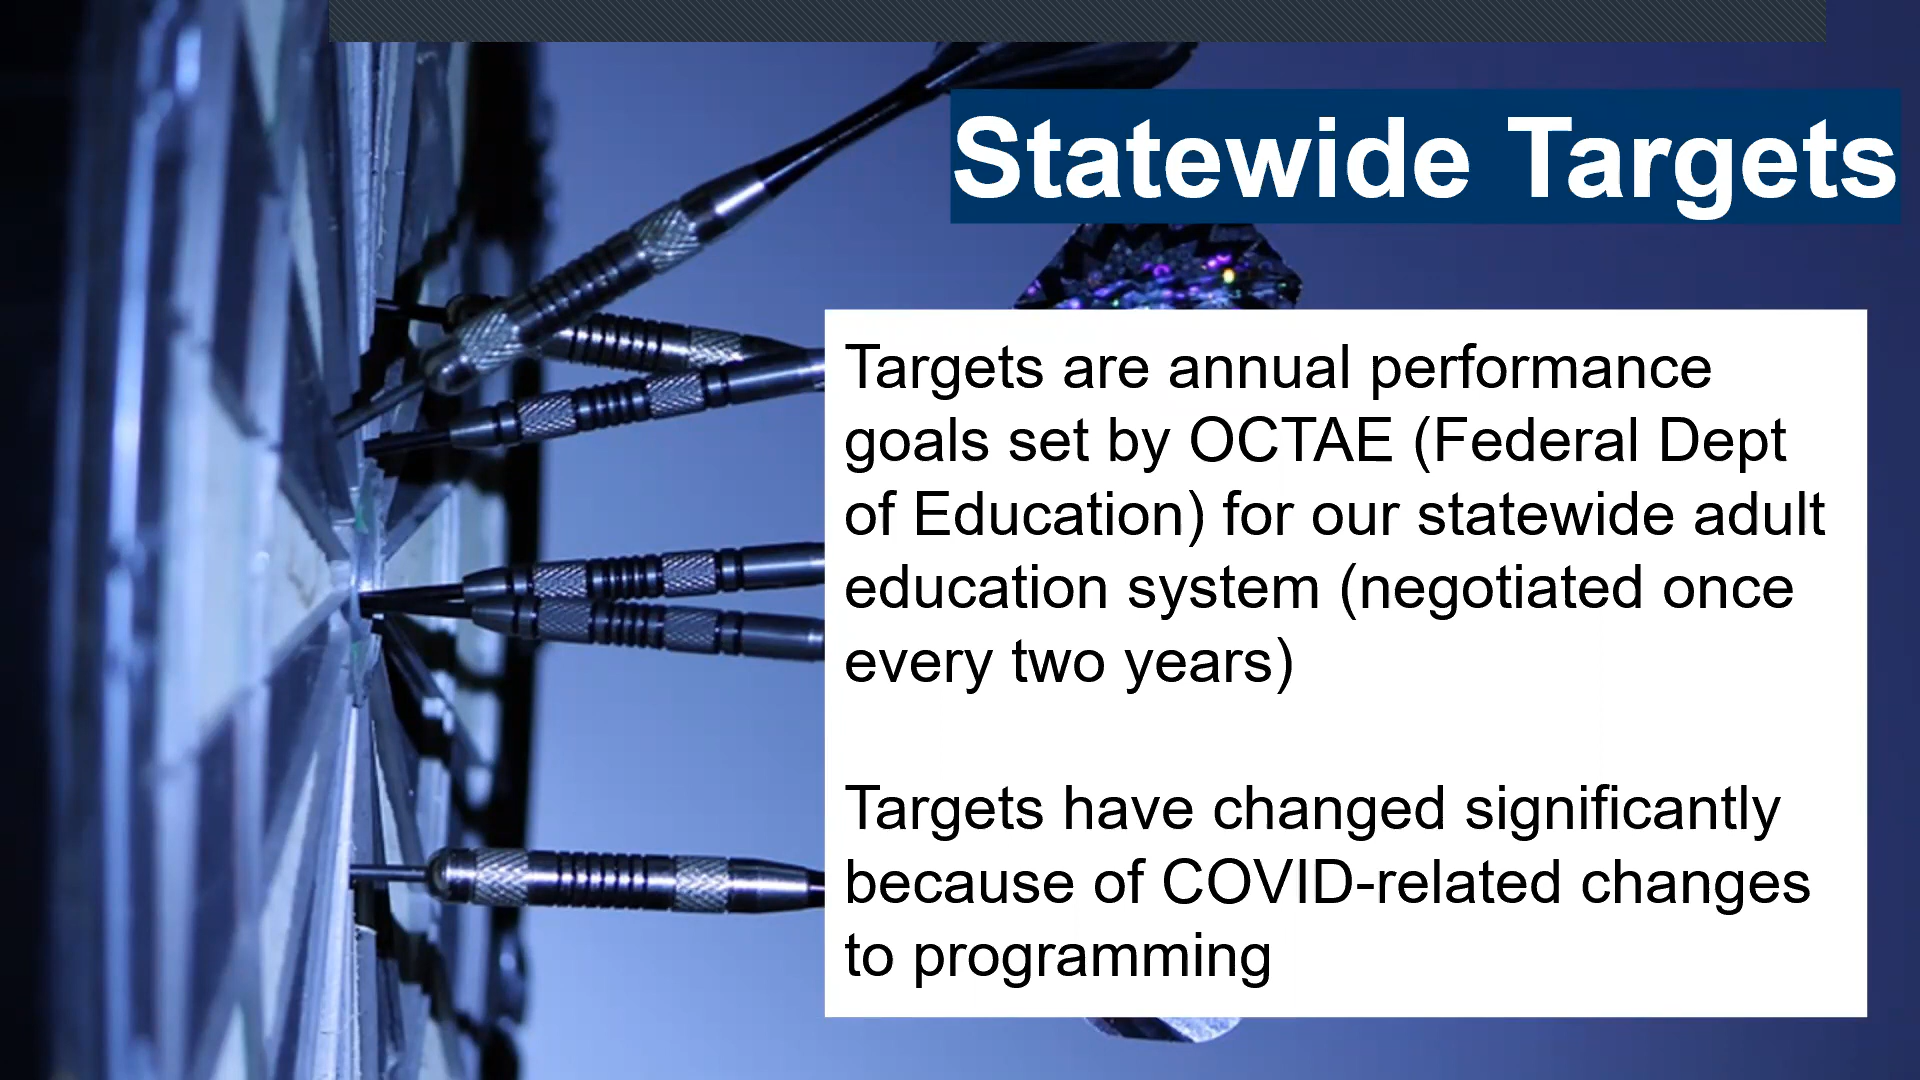 Statewide Targets
Targets are annual performance
goals set by OCTAE (Federal Dept
of Education) for our statewide adult
education system (negotiated once
every two years)
Targets have changed significantly
because of COVID-related changes
to programming